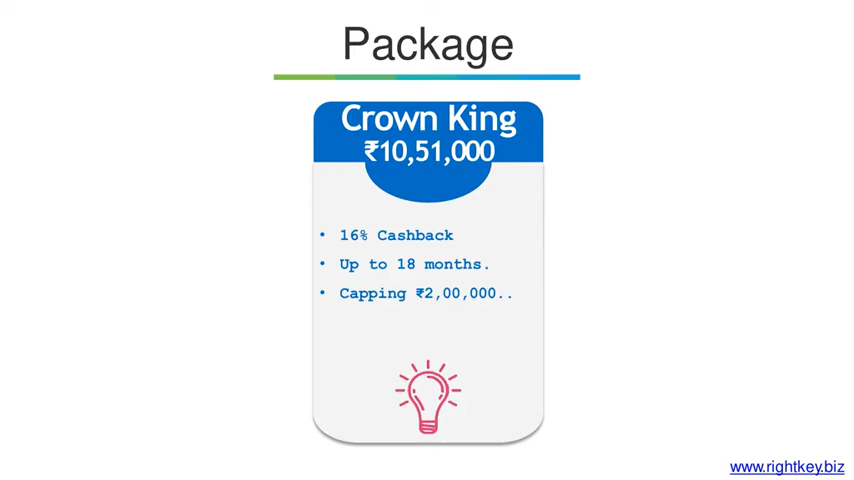 Package
Crown King
₹10,51,000
• 16% Cashback
• Up to 18 months.
• Capping ₹2,00,000..
www.rightkey.biz